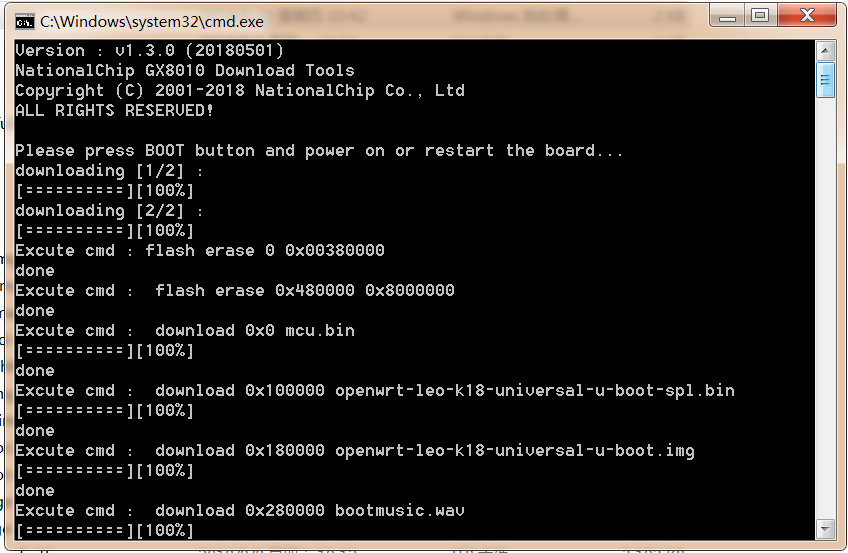 C:\Windows\system32\cmd.exe
Version : v1.3.0 (20180501)
NationalChip GX8010 Download Tools
Copyright (C) 2001-2018 NationalChip Co., Ltd
ALL RIGHTS RESERVED!
Please press BOOT button and power on or restart the board...
downloading [1/2] :
[==========][100%]
downloading [2/2] :
[==========][100%]
Excute cmd : flash erase 0 0x00380000
done
Excute cmd :  flash erase 0x480000 0x8000000
done
Excute cmd :  download 0x0 mcu.bin
[==========][100%]
done
Excute cmd :  download 0x100000 openwrt-leo-k18-universal-u-boot-spl.bin
[==========][100%]
done
Excute cmd :  download 0x180000 openwrt-leo-k18-universal-u-boot.img
[==========][100%]
done
Excute cmd :  download 0x280000 bootmusic.wav
[==========][100%]